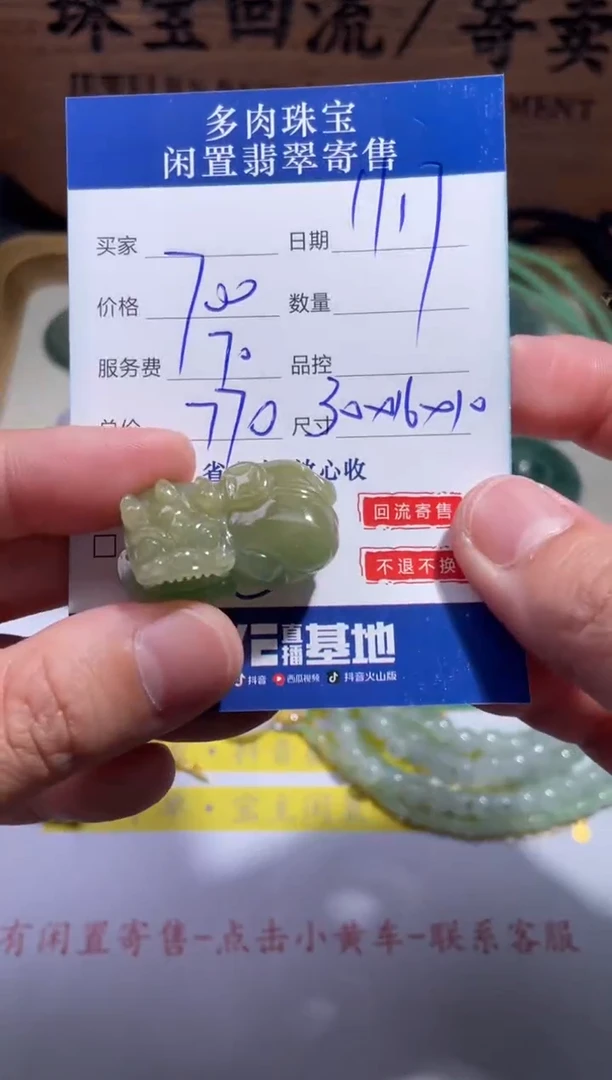 珠宝回流/寄卖
多肉珠宝
闲置翡翠寄售
买家 日期
价格 700 数量
服务费 70 品控
总价 770 尺寸 30x16x10
省 心收
回流寄售
不退不换
直播基地
抖音 西瓜视频 抖音火山版
有闲置寄售-点击小黄车-联系客服